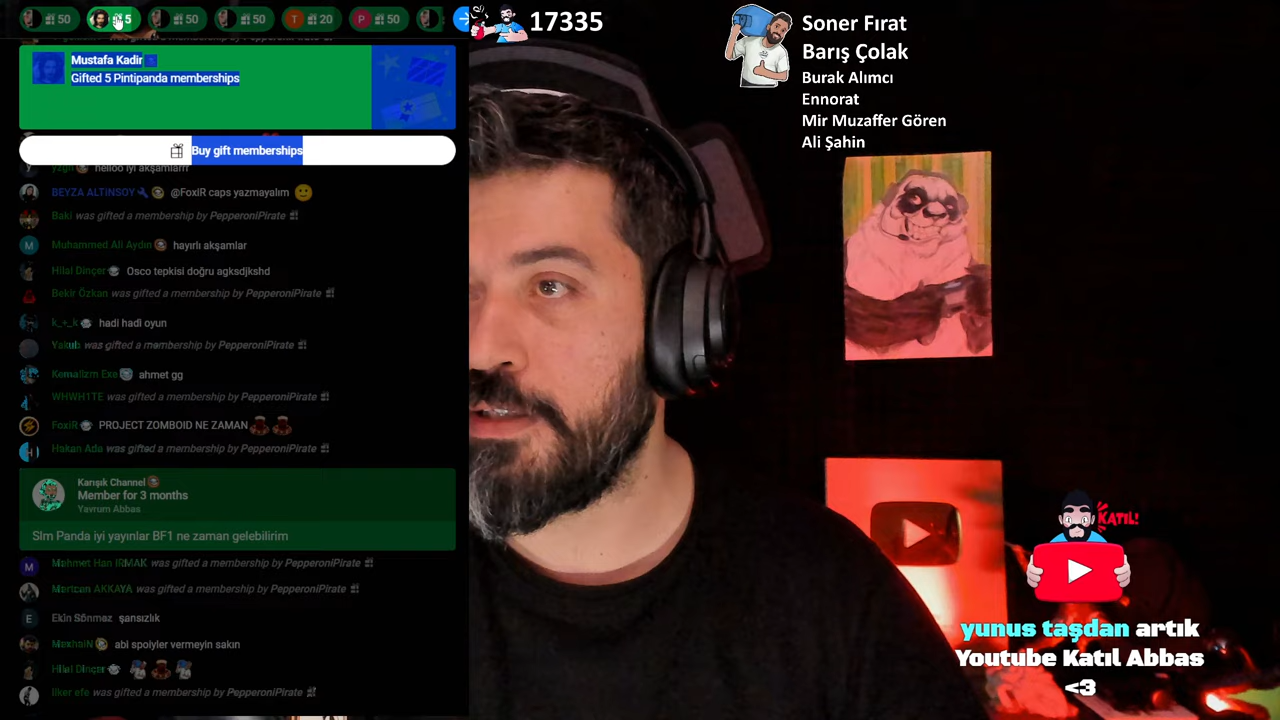 50
5
50
50
T
20
P
50
17335
Soner Fırat
Barış Çolak
Burak Alımcı
Ennorat
Mir Muzaffer Gören
Ali Şahin
Mustafa Kadir
Gifted 5 Pintipanda memberships
Buy gift memberships
helloo iyi akşamlarrr
BEYZA ALTINSOY @FoxiR caps yazmayalım
Baki was gifted a membership by PepperoniPirate
M Muhammed Ali Aydın hayırlı akşamlar
Hilal Dinçer Osco tepkisi doğru agksdjkshd
Bekir Özkan was gifted a membership by PepperoniPirate
k_+_k hadi hadi oyun
Yakub was gifted a membership by PepperoniPirate
Kemalizm Exe ahmet gg
WHWH1TE was gifted a membership by PepperoniPirate
FoxiR PROJECT ZOMBOID NE ZAMAN
Hakan Ada was gifted a membership by PepperoniPirate
Karışık Channel
Member for 3 months
Yavrum Abbas
Slm Panda iyi yayınlar BF1 ne zaman gelebilirim
M Mehmet Han IRMAK was gifted a membership by PepperoniPirate
Mertcan AKKAYA was gifted a membership by PepperoniPirate
E Ekin Sönmez şansızlık
abi spoiyler vermeyin sakın
Hilal Dinçer
ilker efe was gifted a membership by PepperoniPirate
KATIL!
yunus taşdan artık
Youtube Katıl Abbas
<3